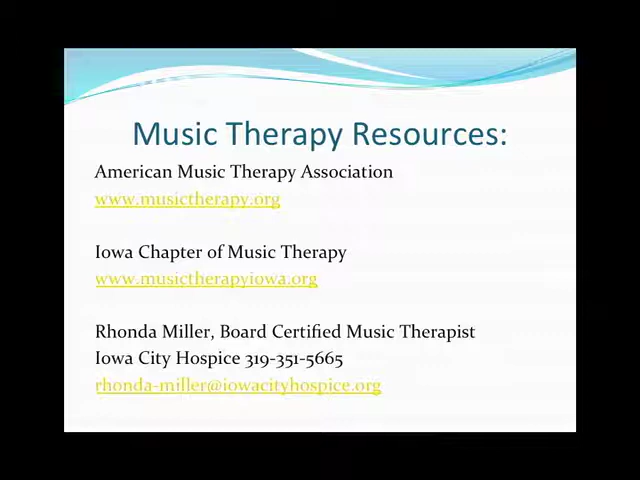 Music Therapy Resources:
American Music Therapy Association
www.musictherapy.org
Iowa Chapter of Music Therapy
www.musictherapyiowa.org
Rhonda Miller, Board Certified Music Therapist
Iowa City Hospice 319-351-5665
rhonda-miller@iowacityhospice.org